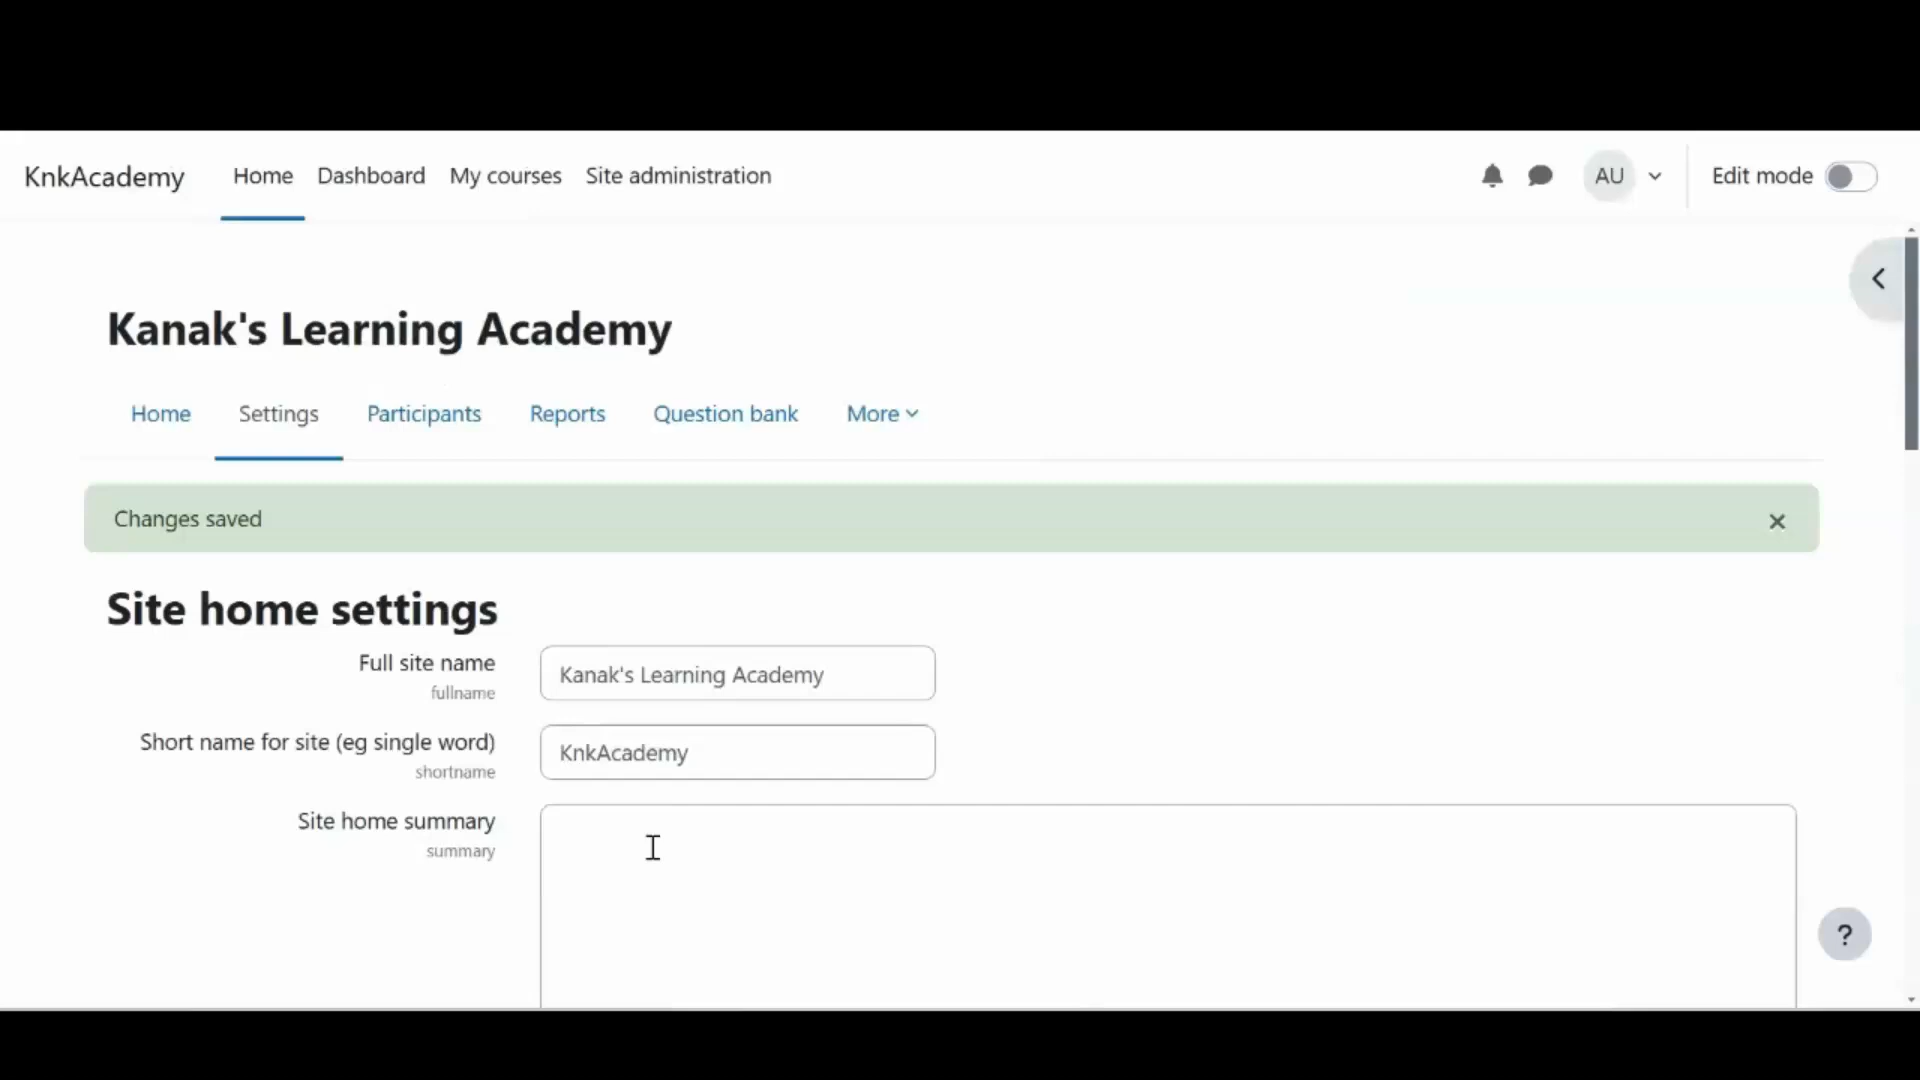 KnkAcademy Home Dashboard My courses Site administration AU Edit mode
Kanak's Learning Academy
Home Settings Participants Reports Question bank More
Changes saved
Site home settings
Full site name Kanak's Learning Academy
fullname
Short name for site (eg single word) KnkAcademy
shortname
Site home summary
summary
?